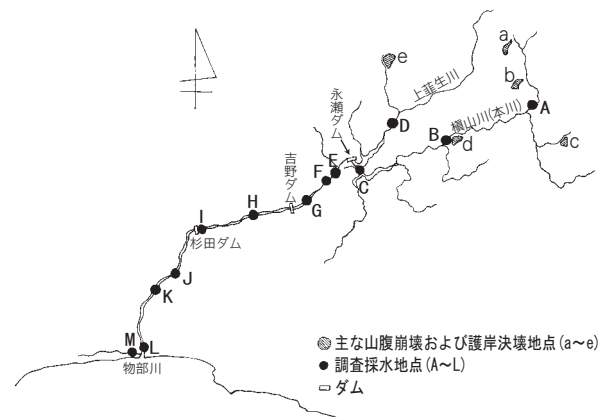 a
e
b
上韮生川
永瀬ダム
A
槇山川(本川)
D
B
d
c
吉野ダム
E
F
C
G
H
I
杉田ダム
J
K
M
L
物部川
主な山腹崩壊および護岸決壊地点(a~e)
調査採水地点(A~L)
ダム